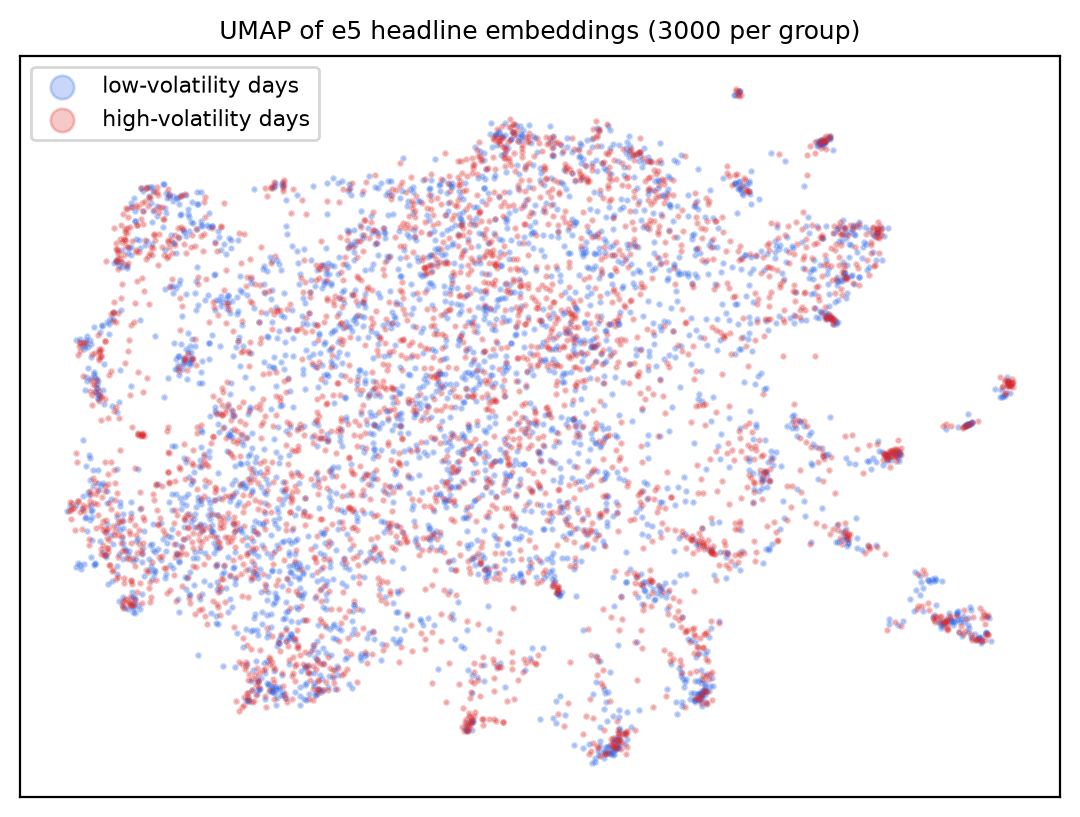 UMAP of e5 headline embeddings (3000 per group)
low-volatility days
high-volatility days